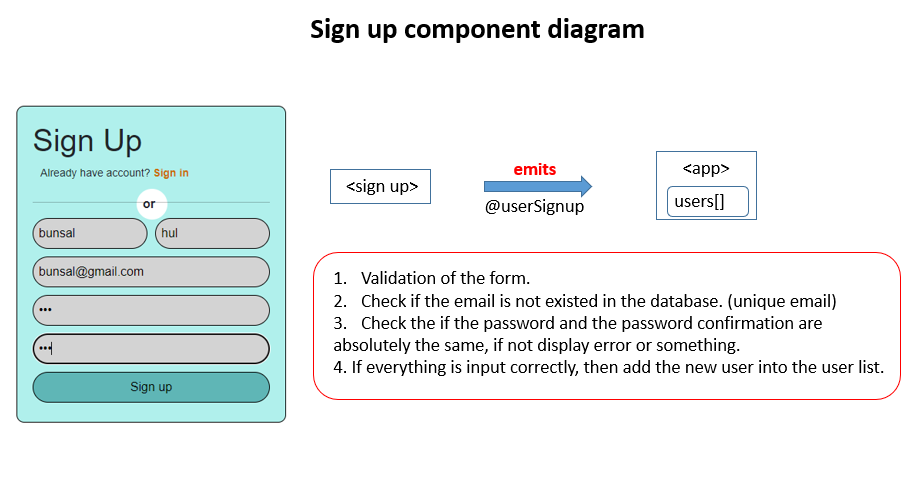 Sign up component diagram
Sign Up
Already have account? Sign in
or
bunsal
hul
bunsal@gmail.com
•••
•••
Sign up
<sign up>
emits
@userSignup
<app>
users[]
1. Validation of the form.
2. Check if the email is not existed in the database. (unique email)
3. Check the if the password and the password confirmation are
absolutely the same, if not display error or something.
4. If everything is input correctly, then add the new user into the user list.